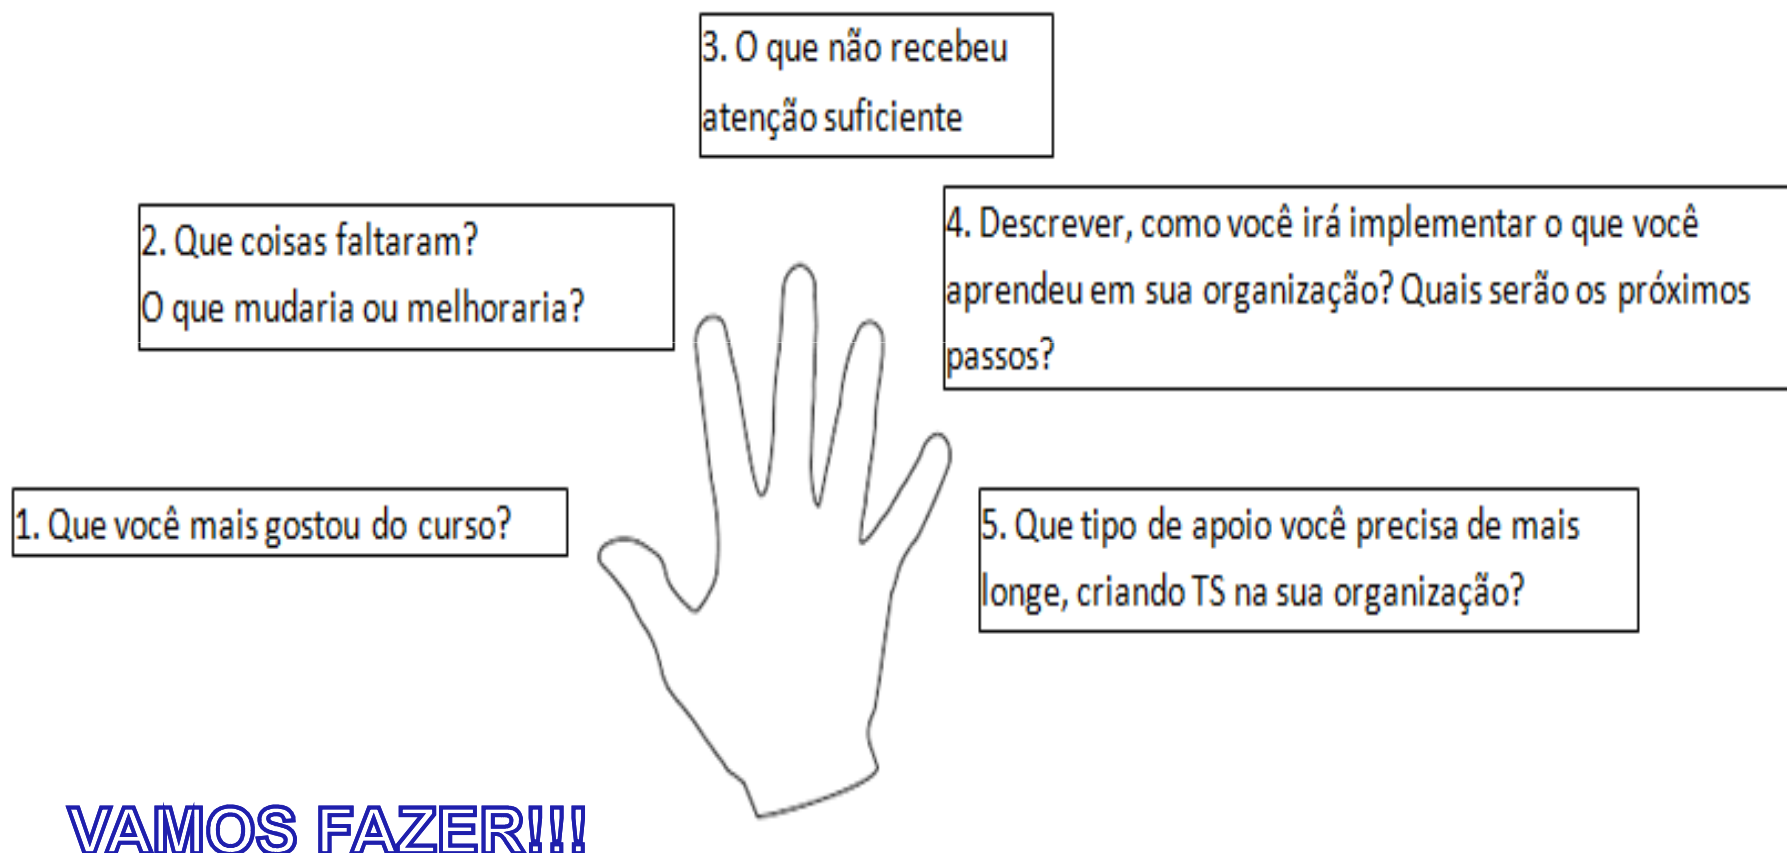 3. O que não recebeu
atenção suficiente
2. Que coisas faltaram?
O que mudaria ou melhoraria?
4. Descrever, como você irá implementar o que você
aprendeu em sua organização? Quais serão os próximos
passos?
1. Que você mais gostou do curso?
5. Que tipo de apoio você precisa de mais
longe, criando TS na sua organização?
VAMOS FAZER!!!